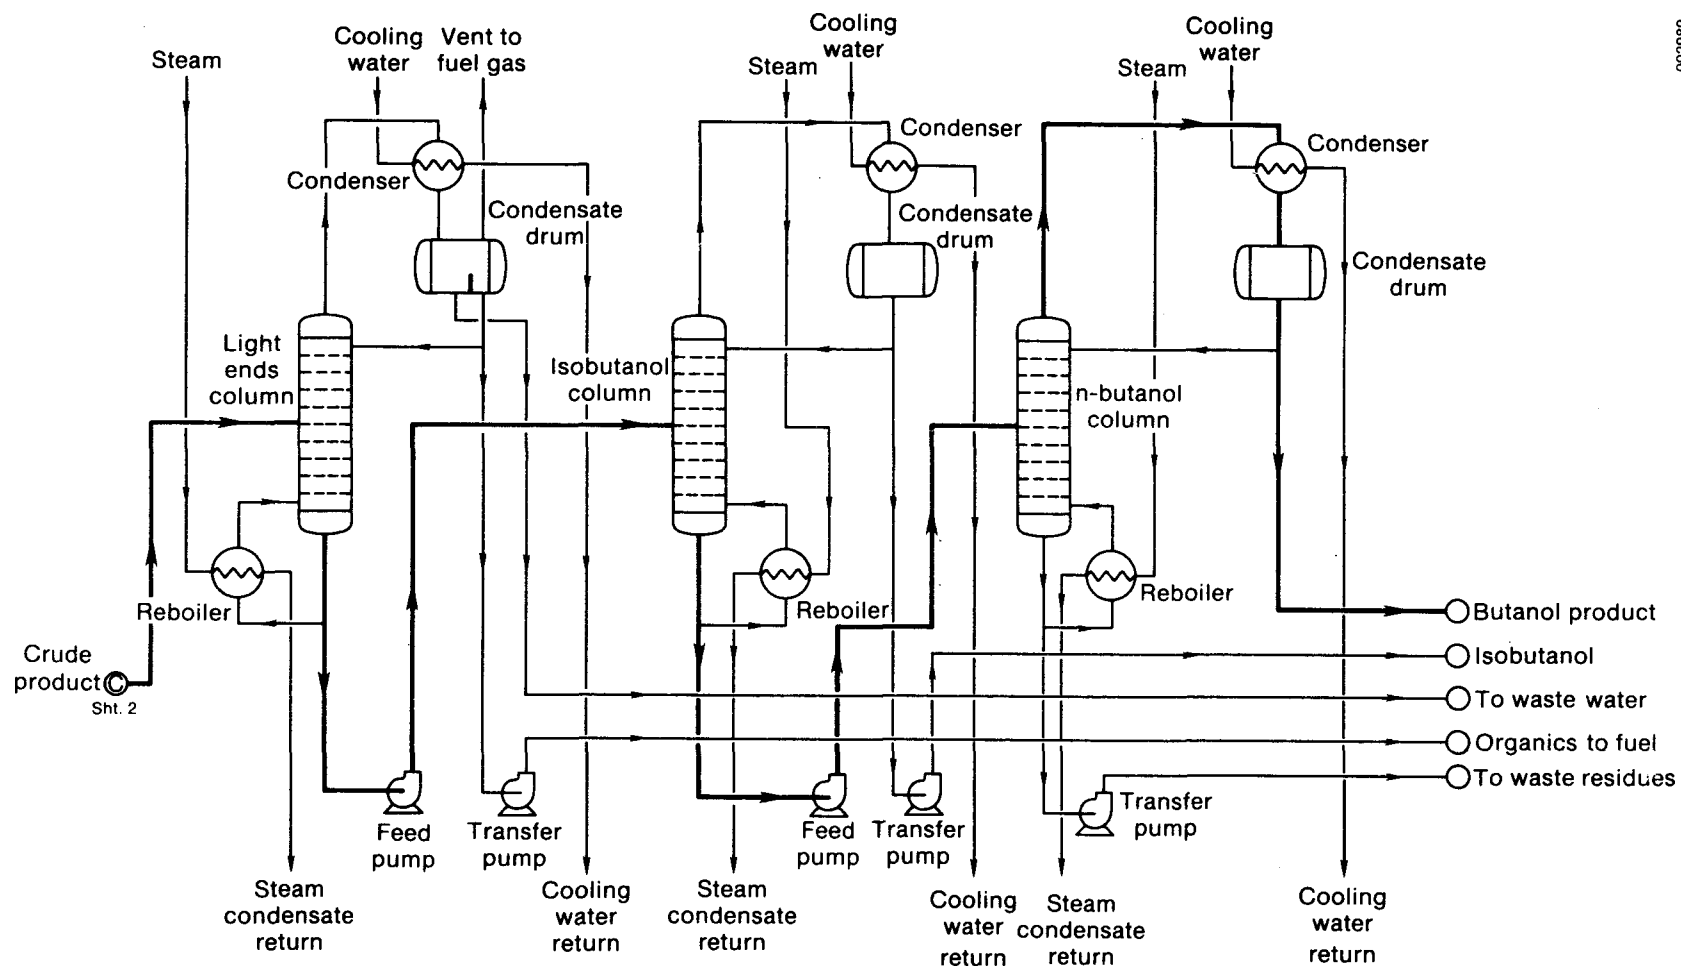 Steam
Cooling
water
Vent to
fuel gas
Steam
Cooling
water
Steam
Cooling
water
Condenser
Condensate
drum
Condenser
Condensate
drum
Condenser
Condensate
drum
Light
ends
column
Isobutanol
column
n-butanol
column
Reboiler
Reboiler
Reboiler
Crude
product
C
Sht. 2
Butanol product
Isobutanol
To waste water
Organics to fuel
To waste residues
Feed
pump
Transfer
pump
Feed
pump
Transfer
pump
Transfer
pump
Steam
condensate
return
Cooling
water
return
Steam
condensate
return
Cooling
water
return
Steam
condensate
return
Cooling
water
return